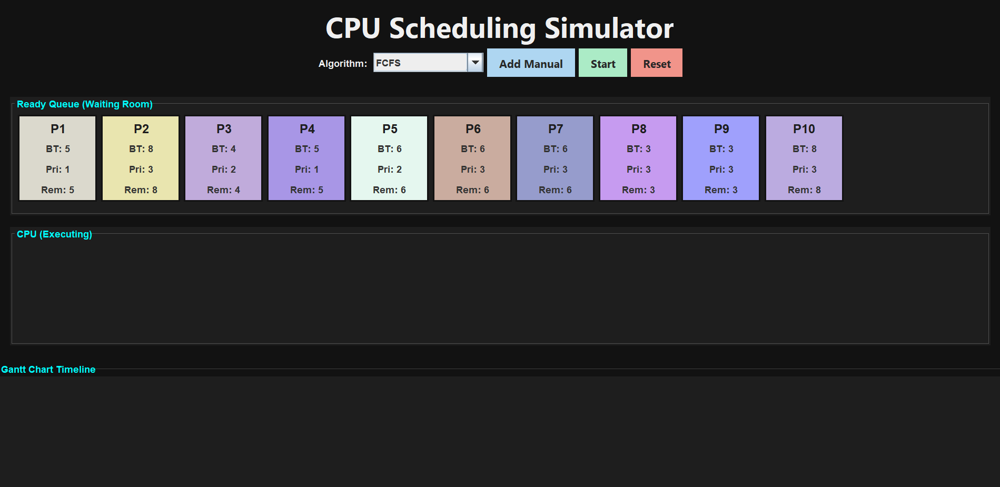 CPU Scheduling Simulator
Algorithm: FCFS Add Manual Start Reset
Ready Queue (Waiting Room)
P1 P2 P3 P4 P5 P6 P7 P8 P9 P10
BT: 5 BT: 8 BT: 4 BT: 5 BT: 6 BT: 6 BT: 6 BT: 3 BT: 3 BT: 8
Pri: 1 Pri: 3 Pri: 2 Pri: 1 Pri: 2 Pri: 3 Pri: 3 Pri: 3 Pri: 3 Pri: 3
Rem: 5 Rem: 8 Rem: 4 Rem: 5 Rem: 6 Rem: 6 Rem: 6 Rem: 3 Rem: 3 Rem: 8
CPU (Executing)
Gantt Chart Timeline